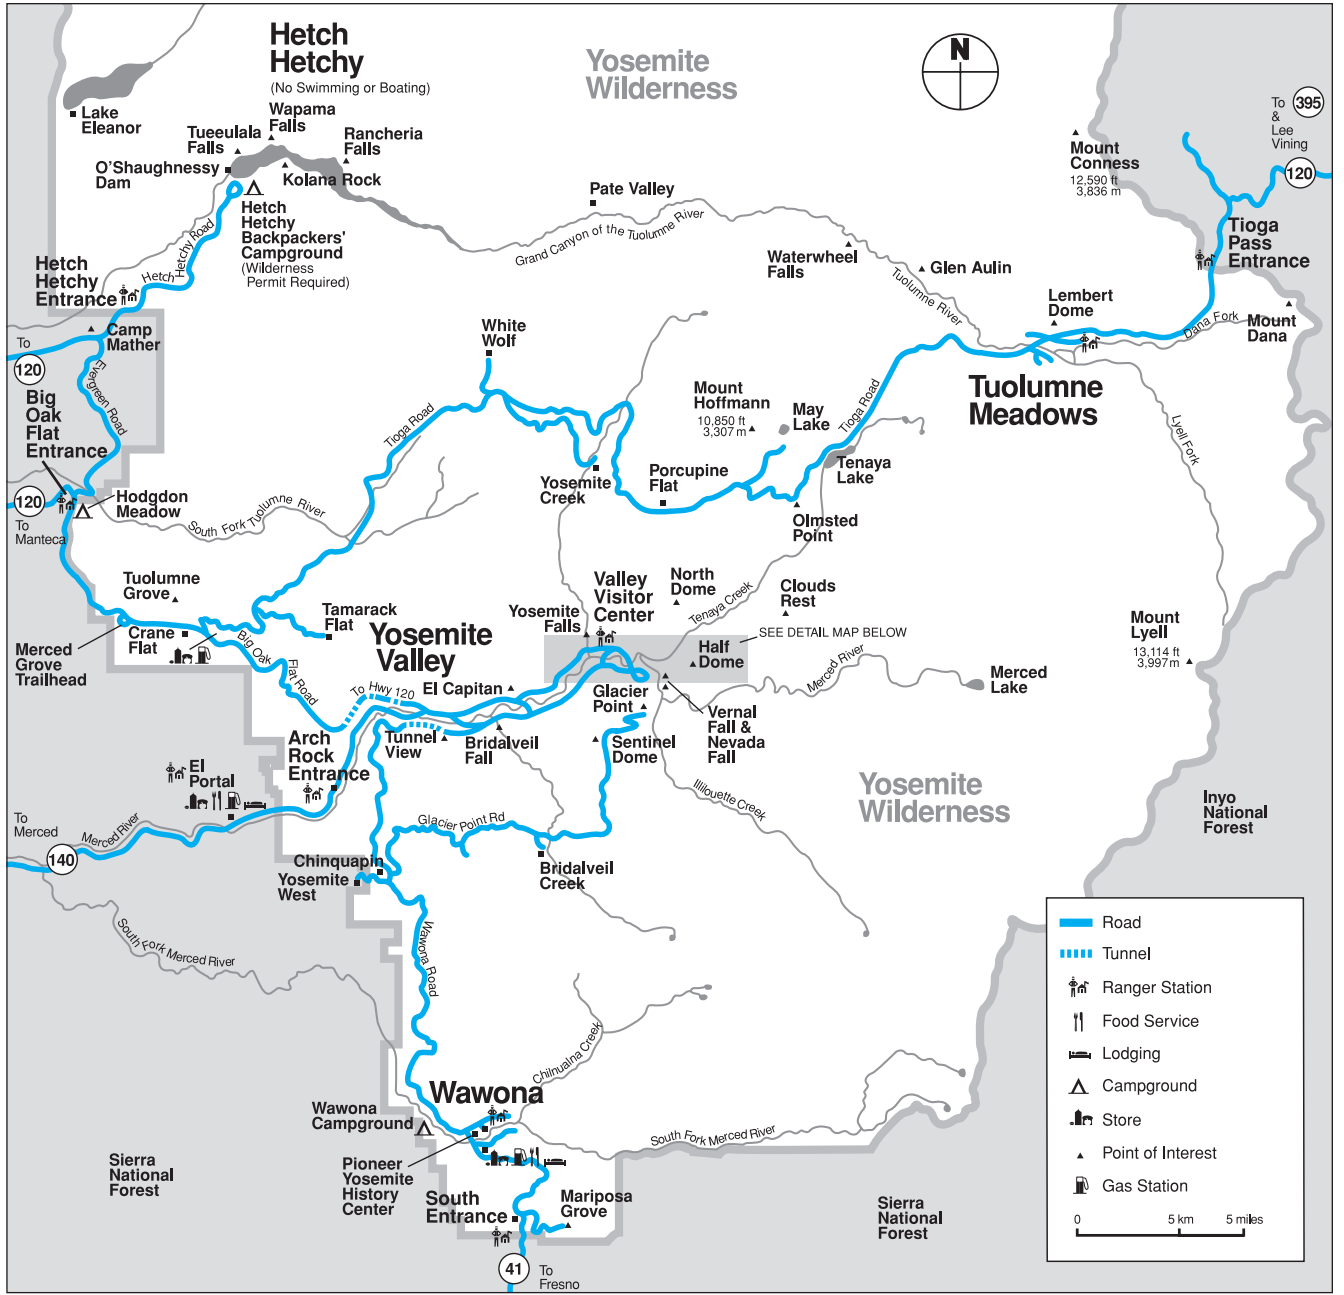 Hetch
Hetchy
(No Swimming or Boating)
Yosemite
Wilderness
N
Lake
Eleanor
Wapama
Falls
Tueeulala
Falls
Rancheria
Falls
O'Shaughnessy
Dam
Kolana Rock
Hetch
Hetchy
Backpackers'
Campground
(Wilderness
Permit Required)
Hetch Hetchy Road
Hetch
Hetchy
Entrance
Camp
Mather
To
120
Evergreen Road
Big
Oak
Flat
Entrance
120
To
Manteca
Hodgdon
Meadow
Pate Valley
Grand Canyon of the Tuolumne River
Waterwheel
Falls
Glen Aulin
Tuolumne River
Mount
Conness
12,590 ft
3,836 m
To
&
Lee
Vining
395
120
Tioga
Pass
Entrance
Lembert
Dome
Dana Fork
Mount
Dana
Tuolumne
Meadows
Lyell Fork
White
Wolf
Tioga Road
Mount
Hoffmann
10,850 ft
3,307 m
May
Lake
Tioga Road
Tenaya
Lake
Yosemite
Creek
Porcupine
Flat
Olmsted
Point
South Fork Tuolumne River
Tuolumne
Grove
Crane
Flat
Merced
Grove
Trailhead
Tamarack
Flat
Big Oak Flat Road
Yosemite
Valley
Yosemite
Falls
Valley
Visitor
Center
North
Dome
Tenaya Creek
Clouds
Rest
SEE DETAIL MAP BELOW
Half
Dome
Merced River
Merced
Lake
Mount
Lyell
13,114 ft
3,997 m
To Hwy 120
El Capitan
Glacier
Point
Vernal
Fall &
Nevada
Fall
Arch
Rock
Entrance
Tunnel
View
Bridalveil
Fall
Sentinel
Dome
Illilouette Creek
Yosemite
Wilderness
Inyo
National
Forest
El
Portal
To
Merced
Merced River
140
Glacier Point Rd
Bridalveil
Creek
Chinquapin
Yosemite
West
South Fork Merced River
Wawona Road
Chilnualna Creek
Wawona
Wawona
Campground
South Fork Merced River
Pioneer
Yosemite
History
Center
South
Entrance
Mariposa
Grove
41
To
Fresno
Sierra
National
Forest
Sierra
National
Forest
Road
Tunnel
Ranger Station
Food Service
Lodging
Campground
Store
Point of Interest
Gas Station
0 5 km 5 miles